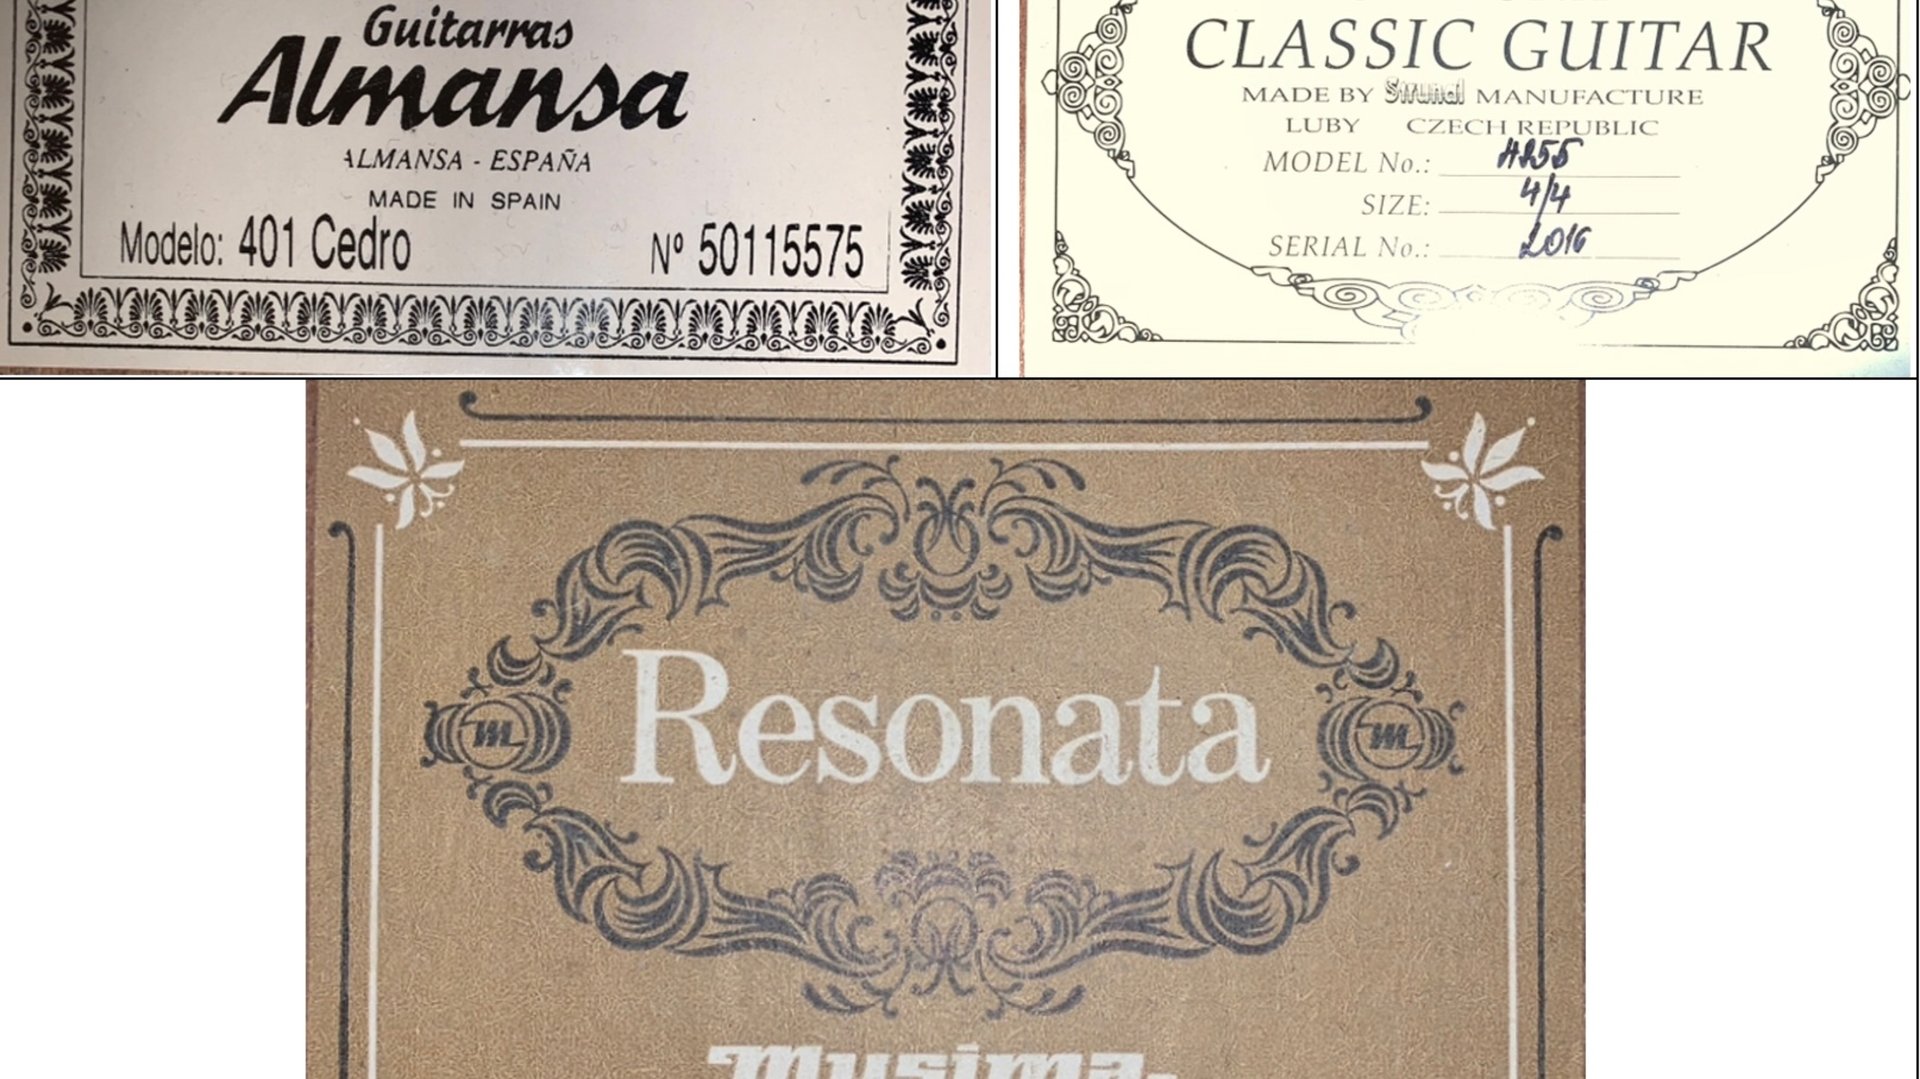 Guitarras
Almansa
ALMANSA - ESPAÑA
MADE IN SPAIN
Modelo: 401 Cedro Nº 50115575
CLASSIC GUITAR
MADE BY Strunal MANUFACTURE
LUBY CZECH REPUBLIC
MODEL No.:
SIZE: 4/4
SERIAL No.: 2016
Resonata
Musima-